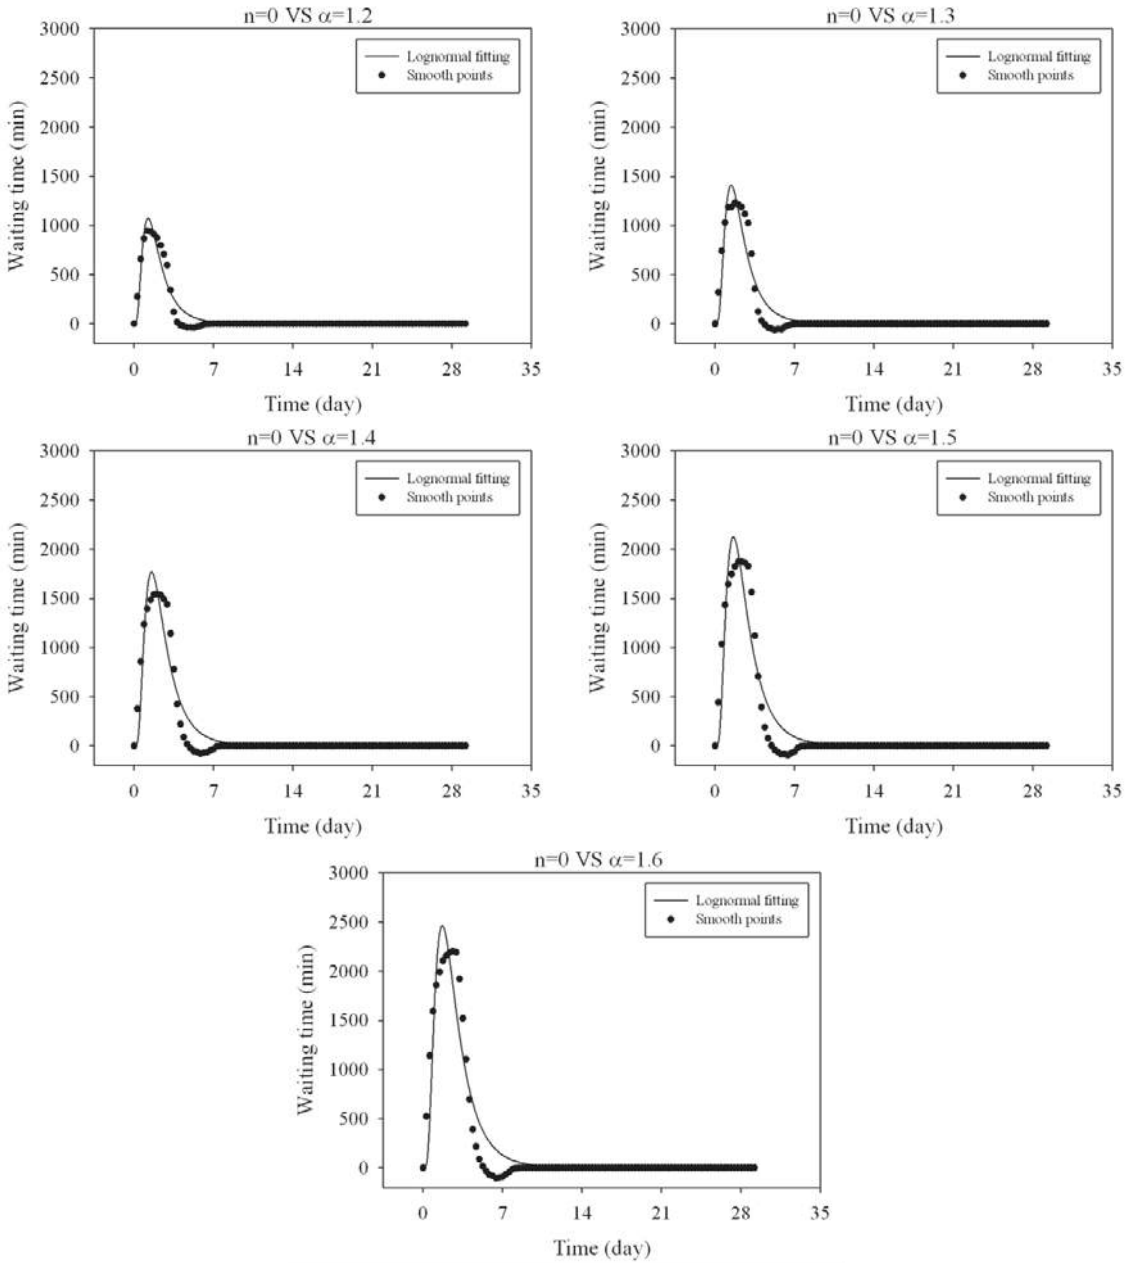 n=0 VS α=1.2
3000
2500
2000
1500
1000
500
0
Waiting time (min)
Lognormal fitting
Smooth points
0 7 14 21 28 35
Time (day)
n=0 VS α=1.3
3000
2500
2000
1500
1000
500
0
Waiting time (min)
Lognormal fitting
Smooth points
0 7 14 21 28 35
Time (day)
n=0 VS α=1.4
3000
2500
2000
1500
1000
500
0
Waiting time (min)
Lognormal fitting
Smooth points
0 7 14 21 28 35
Time (day)
n=0 VS α=1.5
3000
2500
2000
1500
1000
500
0
Waiting time (min)
Lognormal fitting
Smooth points
0 7 14 21 28 35
Time (day)
n=0 VS α=1.6
3000
2500
2000
1500
1000
500
0
Waiting time (min)
Lognormal fitting
Smooth points
0 7 14 21 28 35
Time (day)